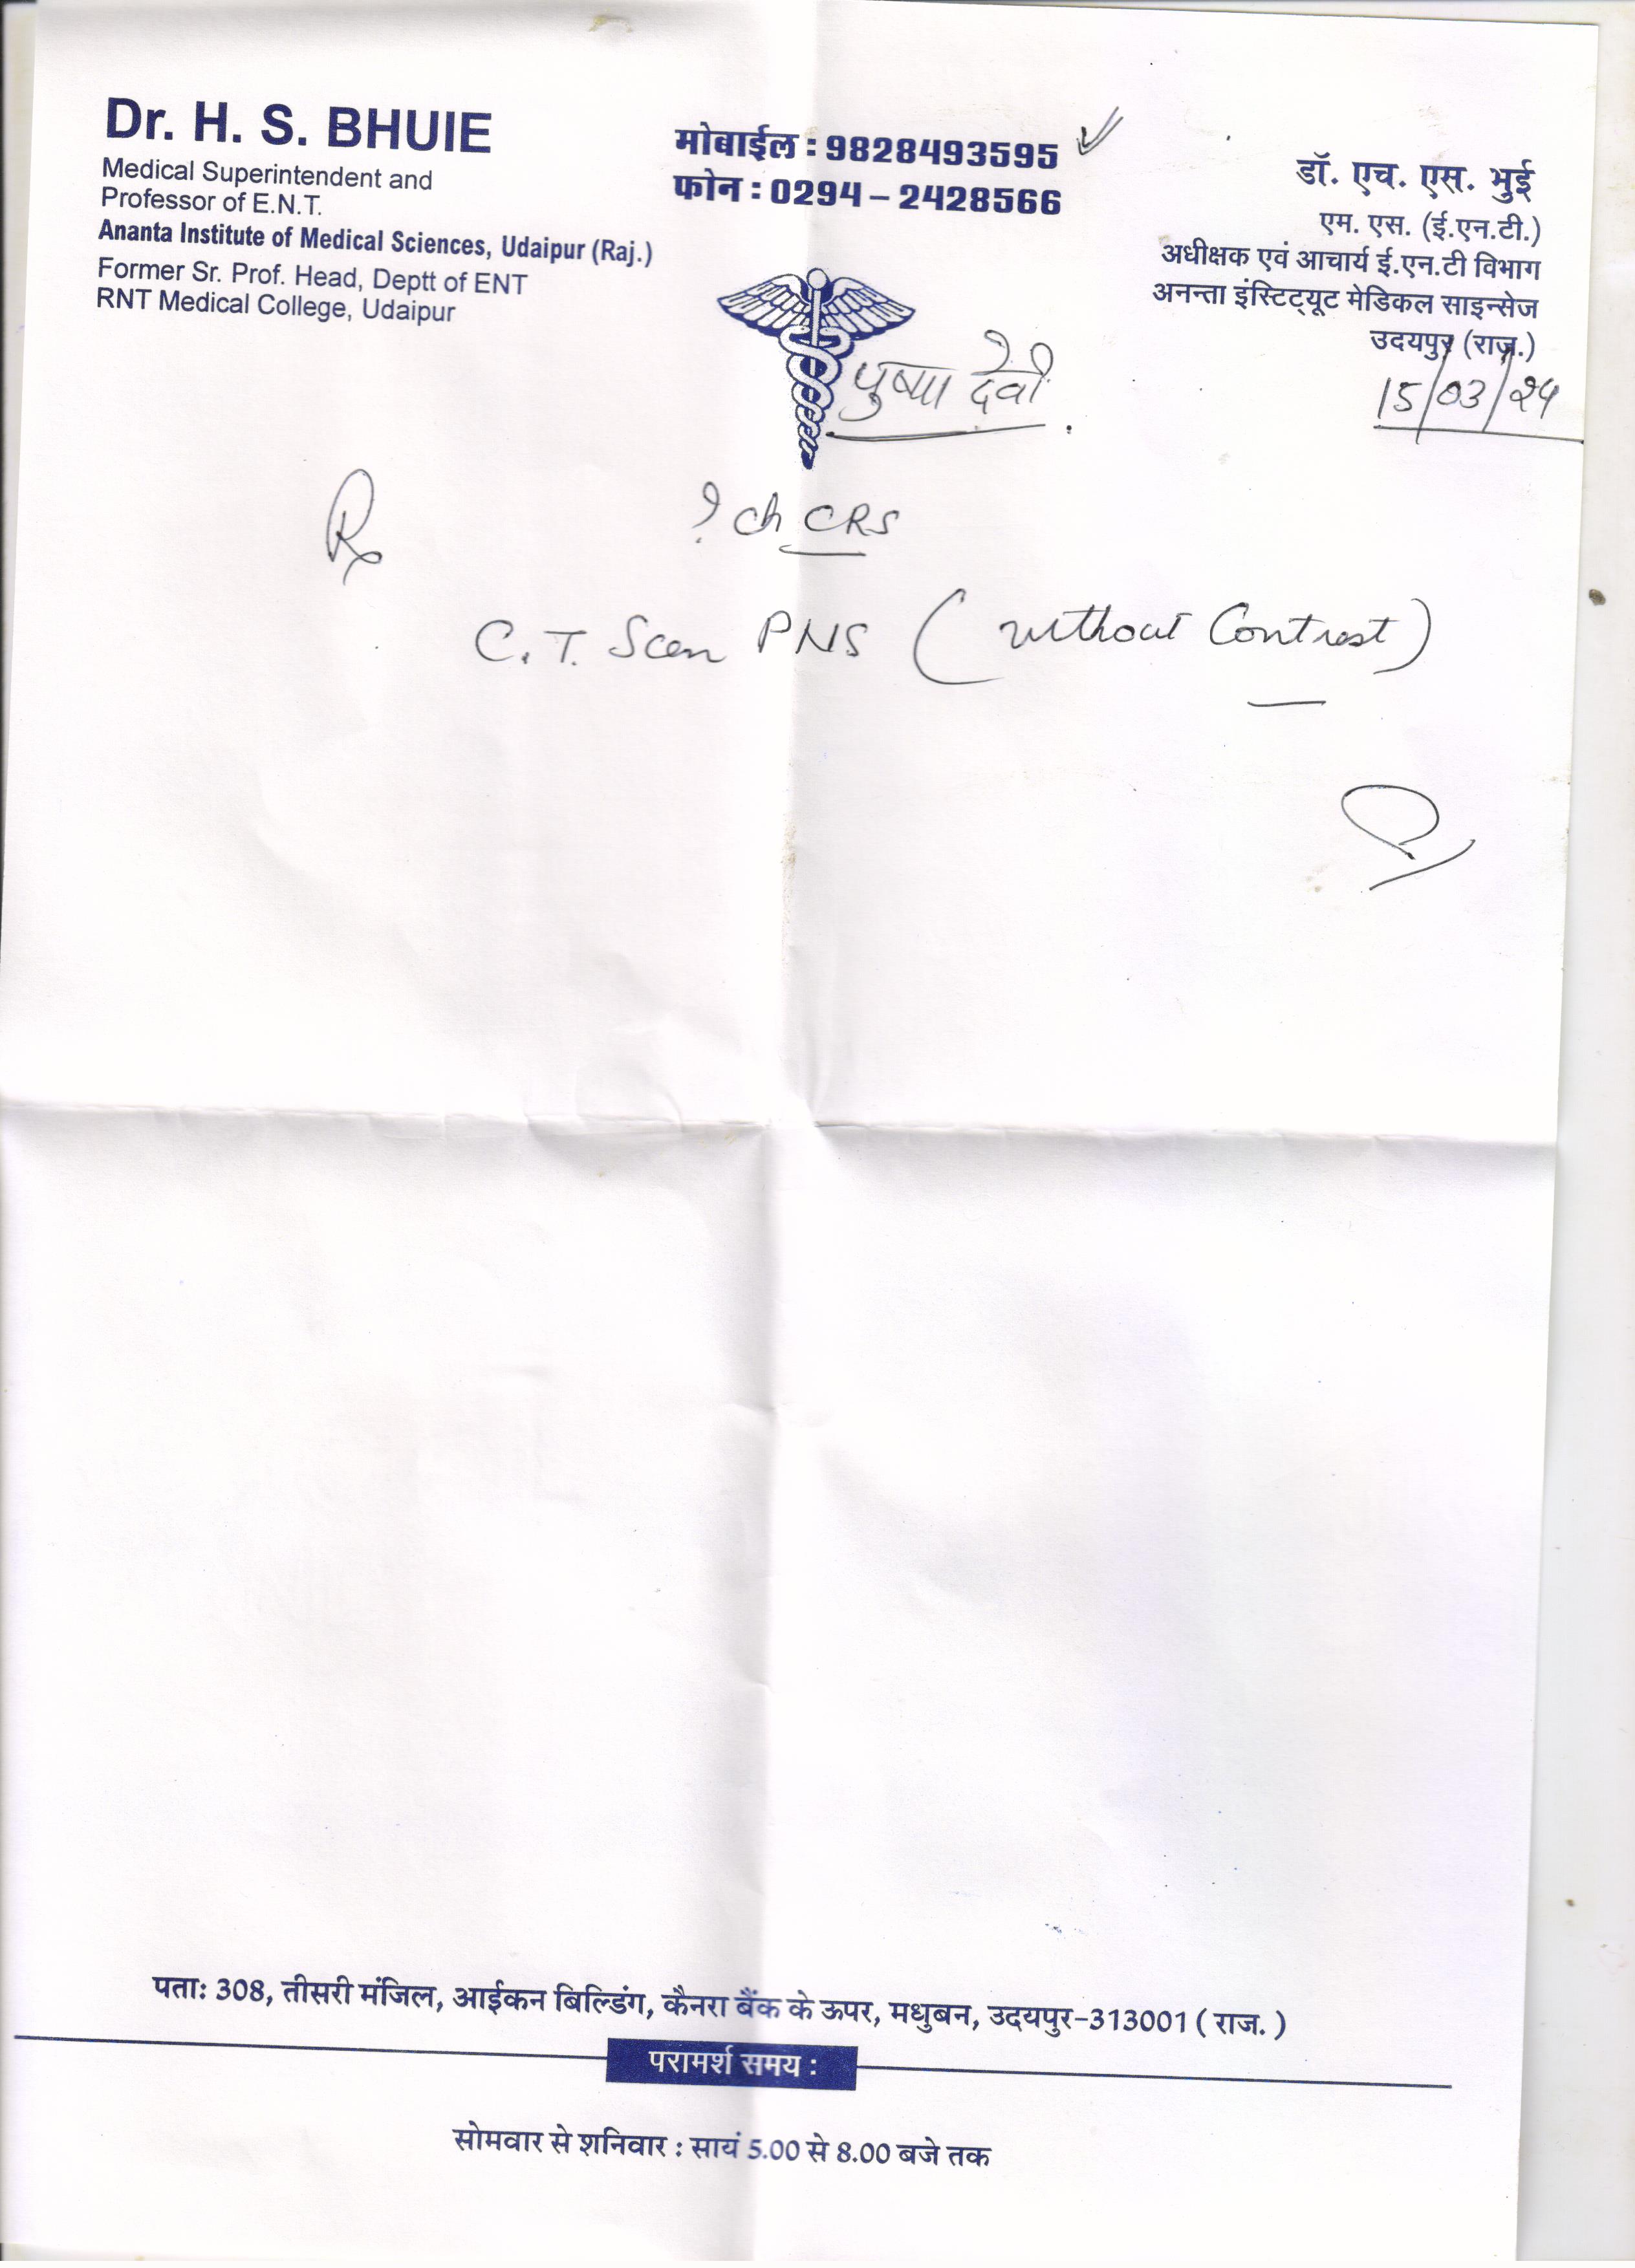 Dr. H. S. BHUIE
Medical Superintendent and
Professor of E.N.T.
Ananta Institute of Medical Sciences, Udaipur (Raj.)
Former Sr. Prof. Head, Deptt of ENT
RNT Medical College, Udaipur
मोबाईल : 9828493595
फोन : 0294 – 2428566
डॉ. एच. एस. भुई
एम. एस. (ई.एन.टी.)
अधीक्षक एवं आचार्य ई.एन.टी विभाग
अनन्ता इंस्टिट्यूट मेडिकल साइन्सेज
उदयपुर (राज.)
पुष्पा देवी
15/03/24
Rx
? ch CRS
C.T. Scan PNS (without Contrast)
पता: 308, तीसरी मंजिल, आईकन बिल्डिंग, कैनरा बैंक के ऊपर, मधुबन, उदयपुर-313001 ( राज. )
परामर्श समय :
सोमवार से शनिवार : सायं 5.00 से 8.00 बजे तक